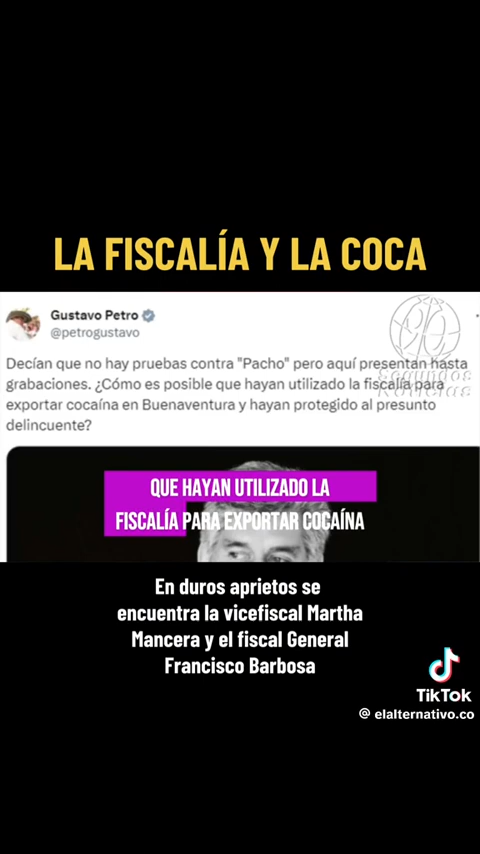 LA FISCALÍA Y LA COCA
Gustavo Petro
@petrogustavo
Decían que no hay pruebas contra "Pacho" pero aquí presentan hasta
grabaciones. ¿Cómo es posible que hayan utilizado la fiscalía para
exportar cocaína en Buenaventura y hayan protegido al presunto
delincuente?
Segundos
Noticias
QUE HAYAN UTILIZADO LA
FISCALÍA PARA EXPORTAR COCAÍNA
En duros aprietos se
encuentra la vicefiscal Martha
Mancera y el fiscal General
Francisco Barbosa
TikTok
@ elalternativo.co